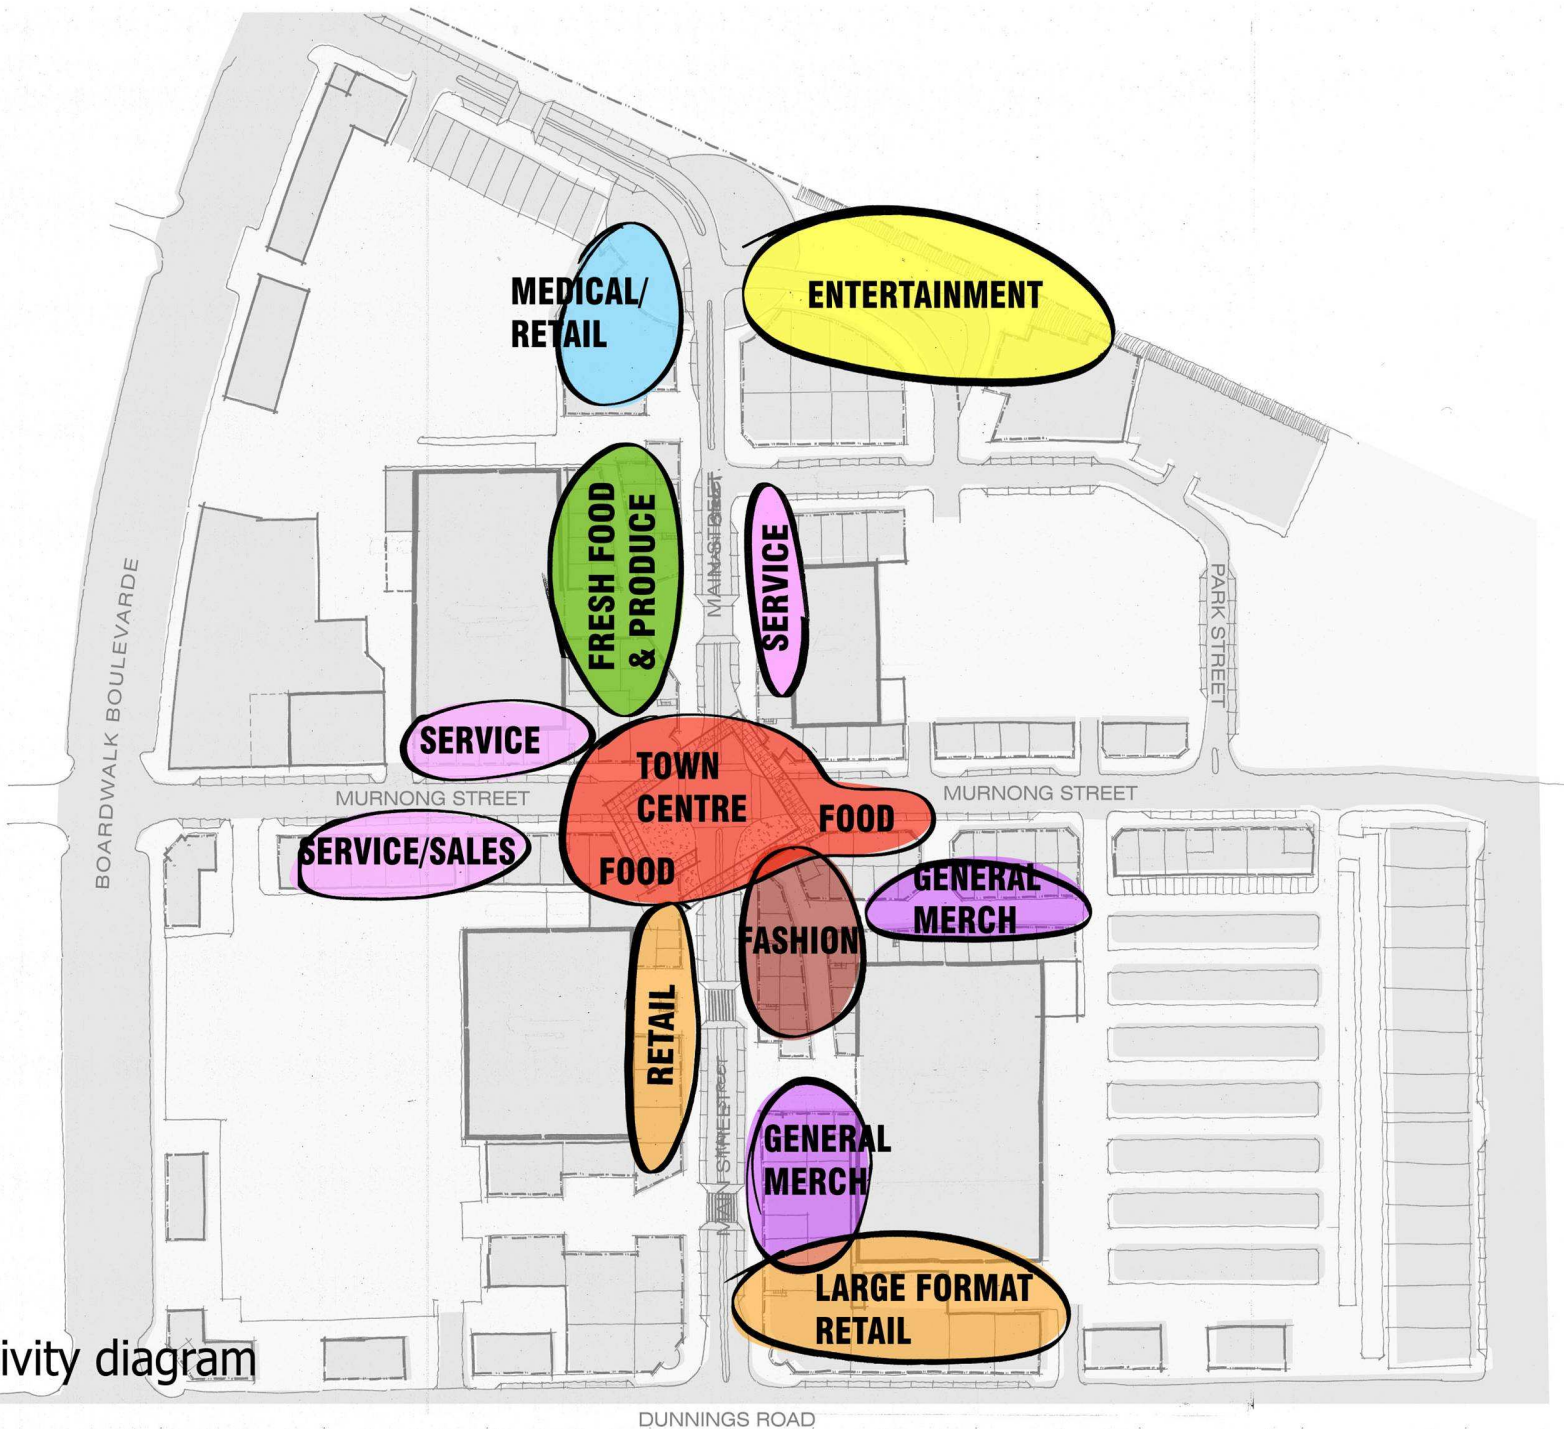 MEDICAL/
RETAIL
ENTERTAINMENT
FRESH FOOD
& PRODUCE
MAIN STREET
SERVICE
PARK STREET
BOARDWALK BOULEVARDE
SERVICE
TOWN
CENTRE
FOOD
FOOD
MURNONG STREET
MURNONG STREET
SERVICE/SALES
GENERAL
MERCH
FASHION
RETAIL
MAIN STREET
GENERAL
MERCH
LARGE FORMAT
RETAIL
ivity diagram
DUNNINGS ROAD